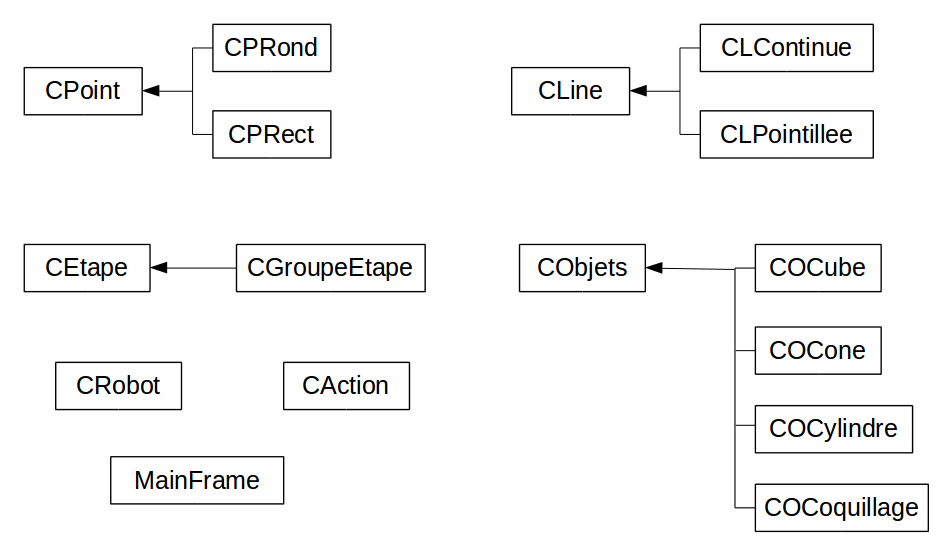 CPRond
CLContinue
CPoint
CLine
CPRect
CLPointillee
CEtape
CGroupeEtape
CObjets
COCube
COCone
CRobot
CAction
COCylindre
MainFrame
COCoquillage